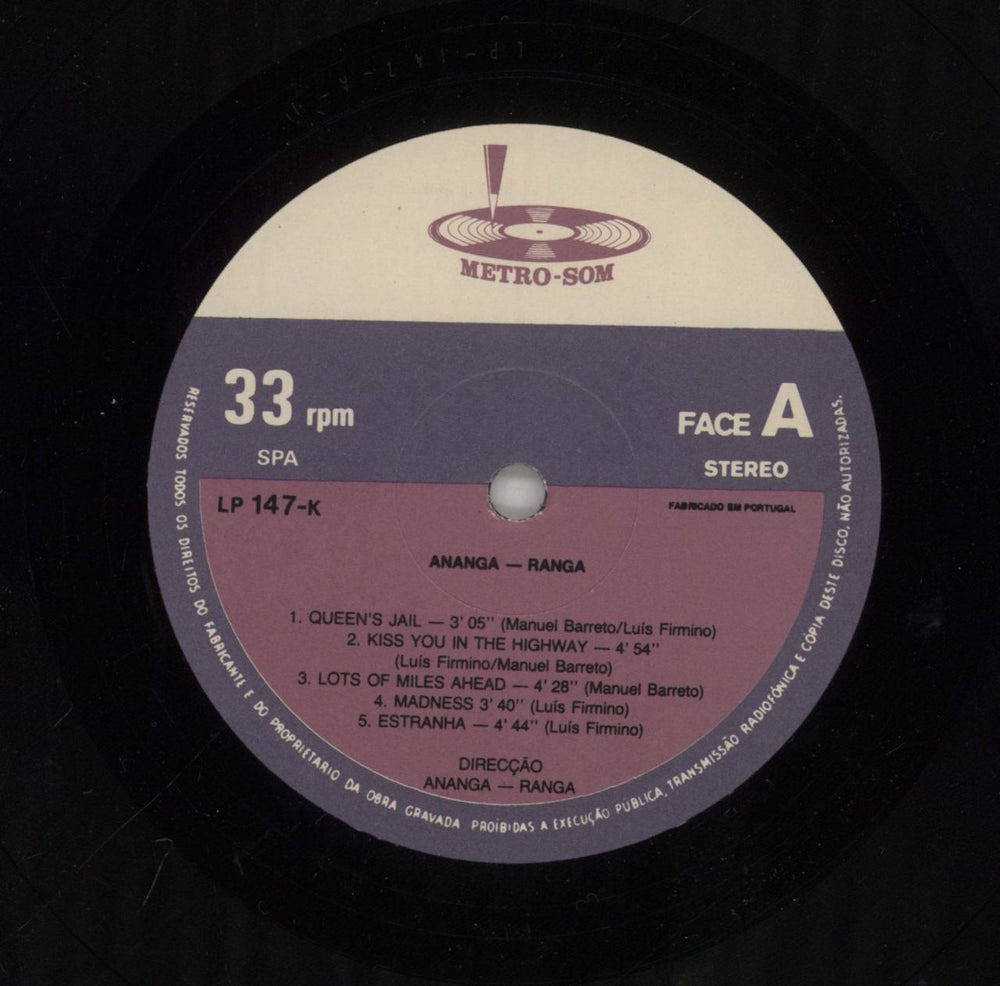 METRO-SOM
33 rpm
FACE A
SPA
STEREO
LP 147-K
FABRICADO EM PORTUGAL
ANANGA — RANGA
1. QUEEN'S JAIL — 3' 05'' (Manuel Barreto/Luís Firmino)
2. KISS YOU IN THE HIGHWAY — 4' 54''
(Luís Firmino/Manuel Barreto)
3. LOTS OF MILES AHEAD — 4' 28'' (Manuel Barreto)
4. MADNESS 3' 40'' (Luís Firmino)
5. ESTRANHA — 4' 44'' (Luís Firmino)
DIRECÇÃO
ANANGA — RANGA
RESERVADOS TODOS OS DIREITOS DO FABRICANTE E DO PROPRIETARIO DA OBRA GRAVADA PROÍBIDAS A EXECUÇÃO PÚBLICA, TRANSMISSÃO RADIOFÓNICA E CÓPIA DESTE DISCO, NÃO AUTORIZADAS.